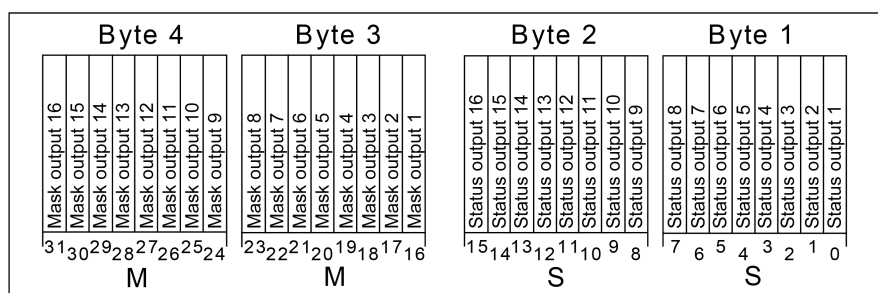 Byte 4 Byte 3 Byte 2 Byte 1
Mask output 16
Mask output 15
Mask output 14
Mask output 13
Mask output 12
Mask output 11
Mask output 10
Mask output 9
Mask output 8
Mask output 7
Mask output 6
Mask output 5
Mask output 4
Mask output 3
Mask output 2
Mask output 1
Status output 16
Status output 15
Status output 14
Status output 13
Status output 12
Status output 11
Status output 10
Status output 9
Status output 8
Status output 7
Status output 6
Status output 5
Status output 4
Status output 3
Status output 2
Status output 1
31 30 29 28 27 26 25 24 23 22 21 20 19 18 17 16 15 14 13 12 11 10 9 8 7 6 5 4 3 2 1 0
M M S S